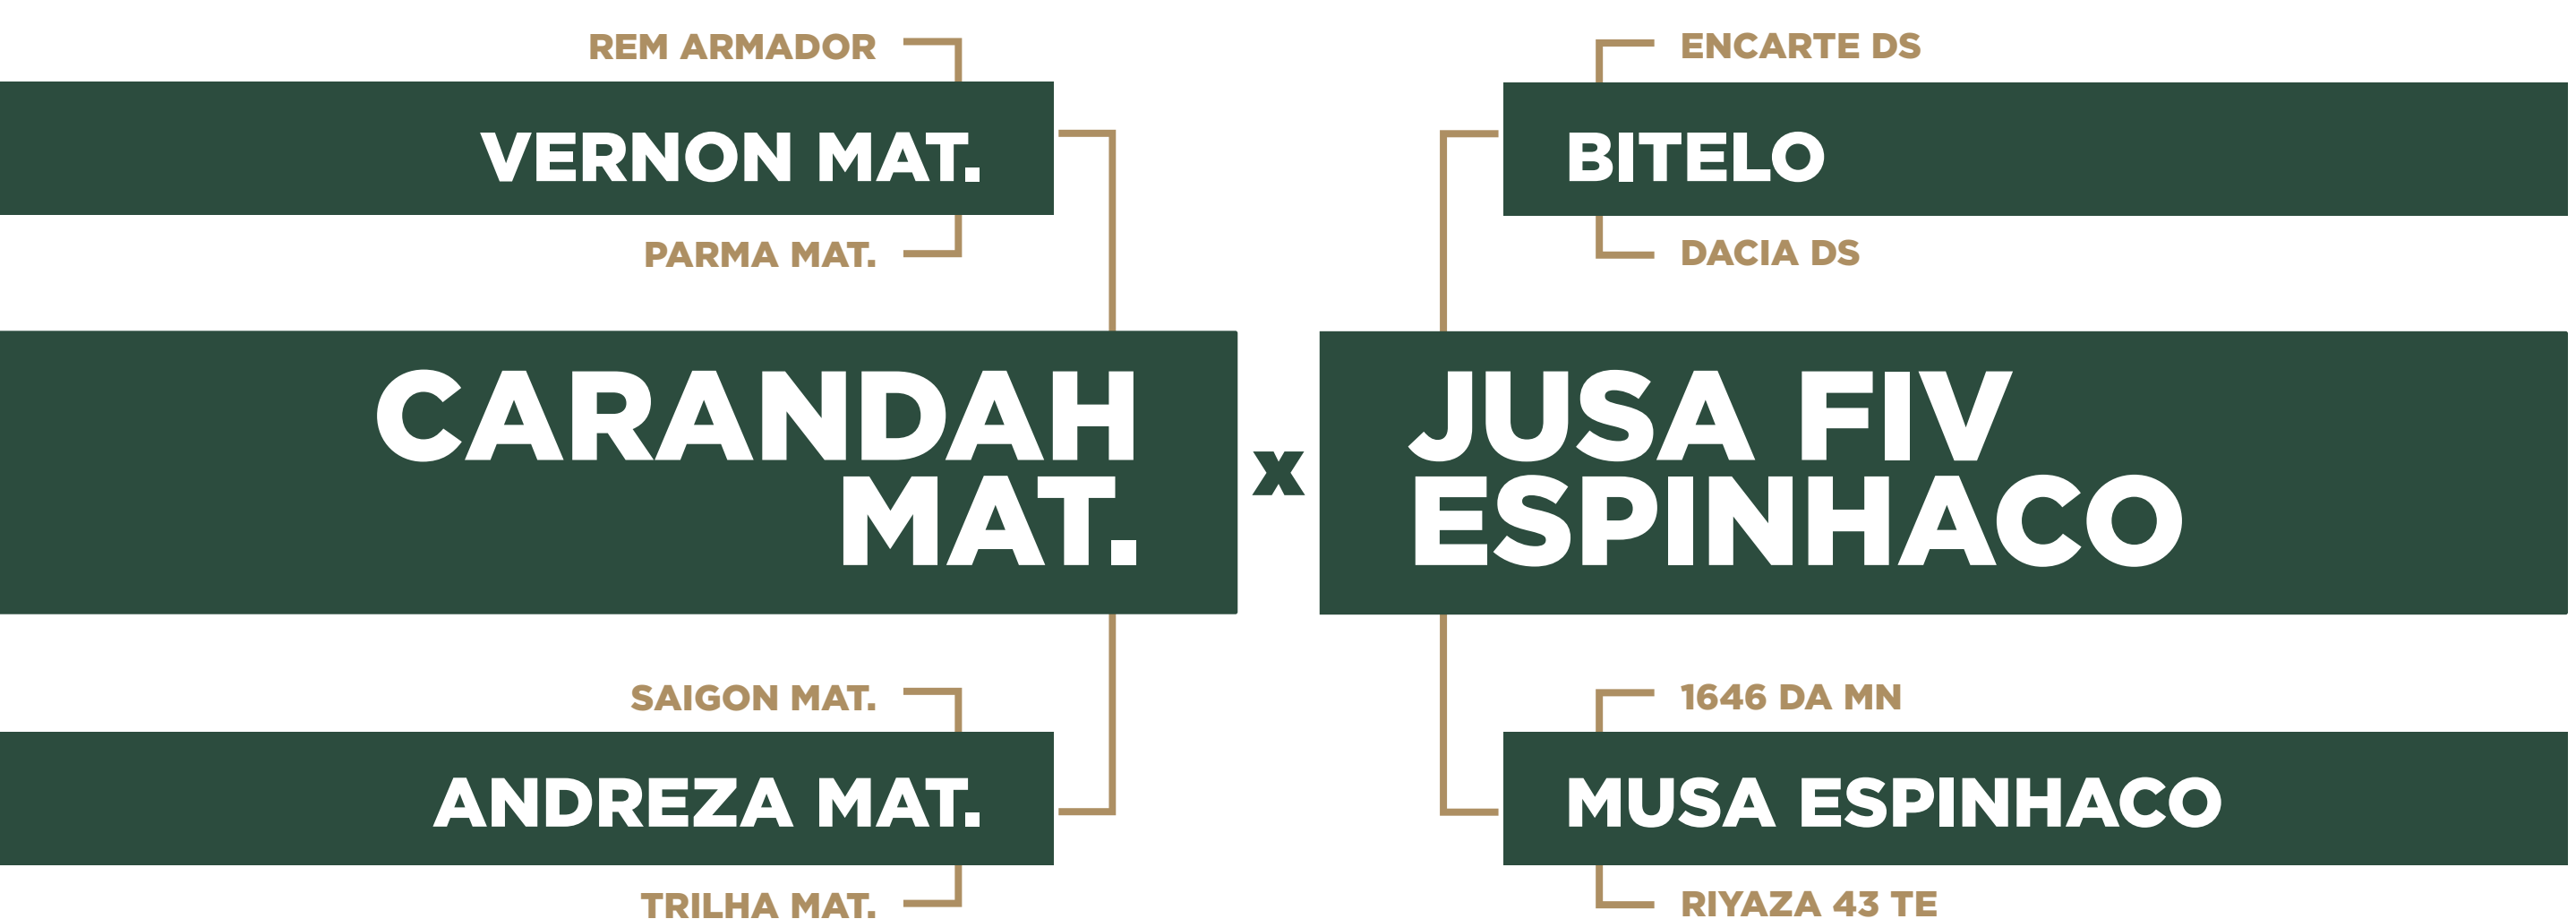 REM ARMADOR
VERNON MAT.
PARMA MAT.
CARANDAH
MAT.
SAIGON MAT.
ANDREZA MAT.
TRILHA MAT.
x
ENCARTE DS
BITELO
DACIA DS
JUSA FIV
ESPINHACO
1646 DA MN
MUSA ESPINHACO
RIYAZA 43 TE